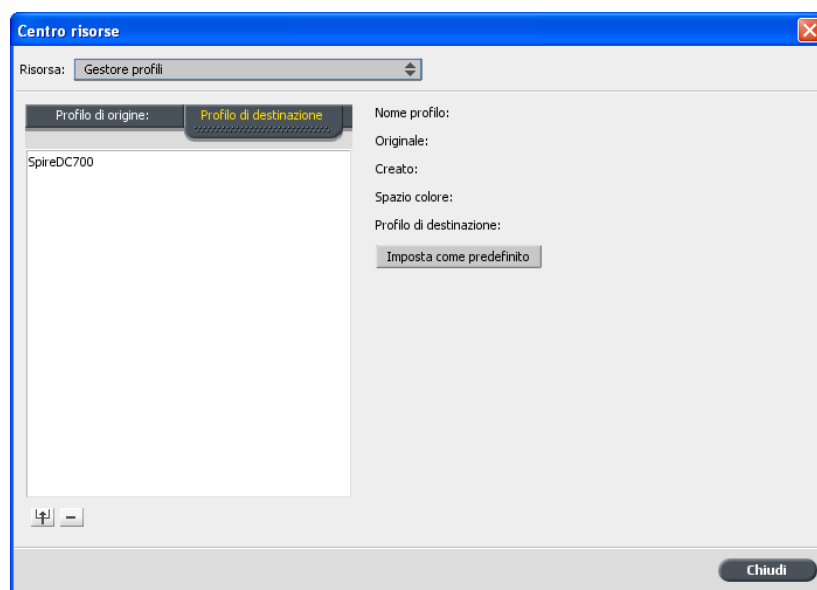 Centro risorse
Risorsa: Gestore profili
Profilo di origine: Profilo di destinazione
SpireDC700
Nome profilo:
Originale:
Creato:
Spazio colore:
Profilo di destinazione:
Imposta come predefinito
Chiudi